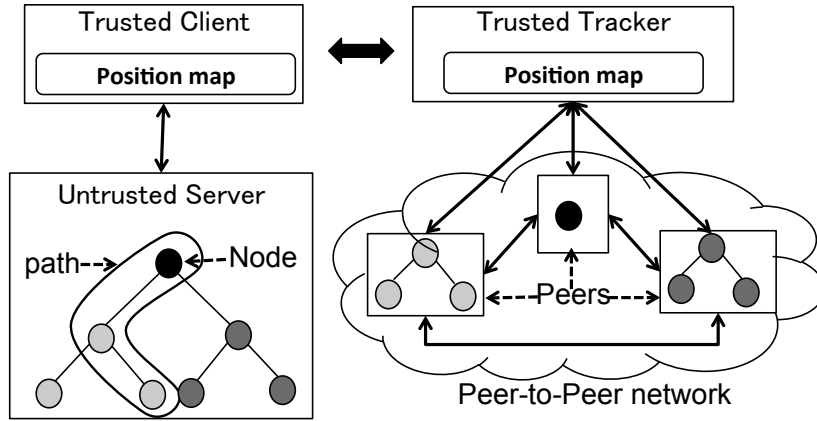 Trusted Client
Position map
Trusted Tracker
Position map
Untrusted Server
path
Node
Peers
Peer-to-Peer network